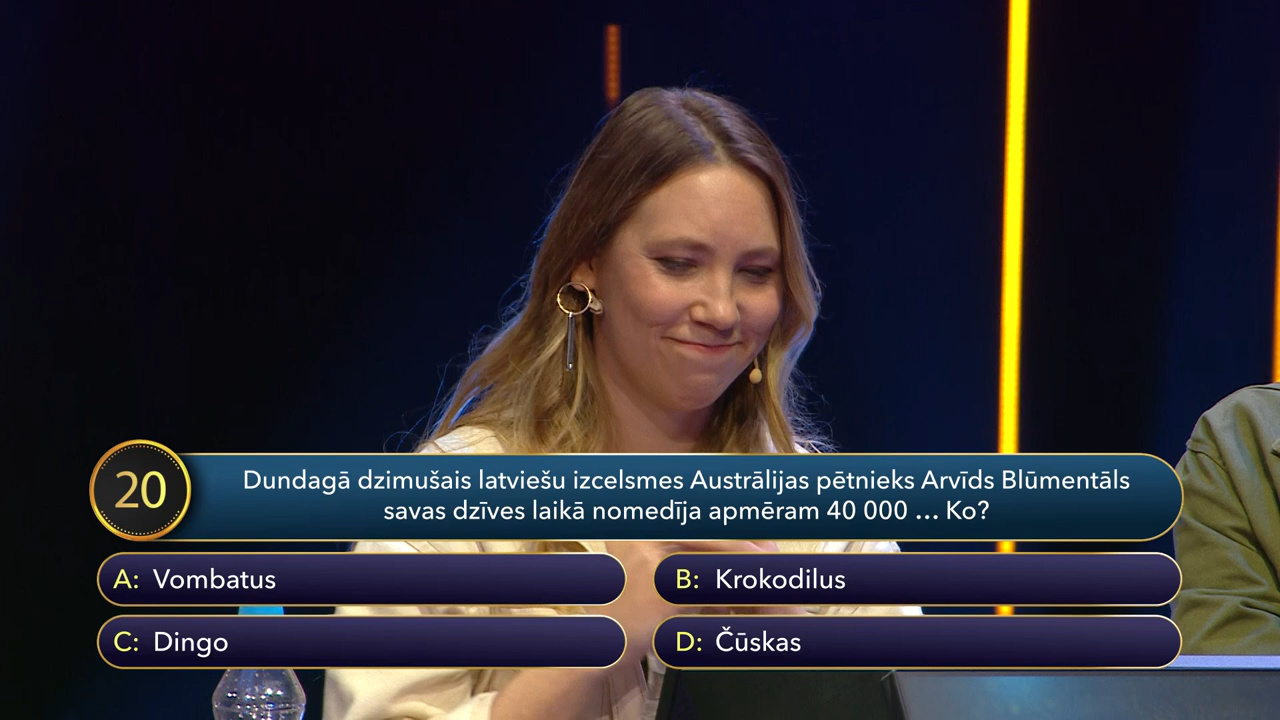 20
Dundagā dzimušais latviešu izcelsmes Austrālijas pētnieks Arvīds Blūmentāls
savas dzīves laikā nomedīja apmēram 40 000 ... Ko?
A: Vombatus
B: Krokodilus
C: Dingo
D: Čūskas